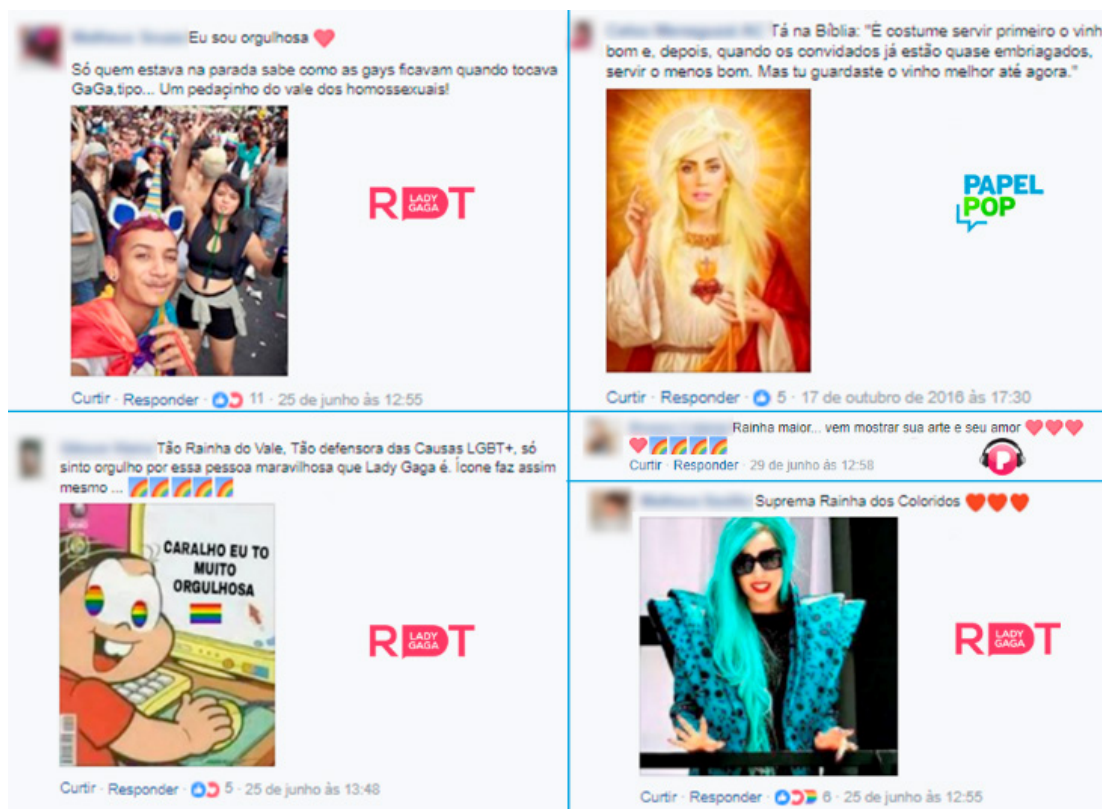 Eu sou orgulhosa
Só quem estava na parada sabe como as gays ficavam quando tocava
GaGa,tipo... Um pedaçinho do vale dos homossexuais!
RDT
LADY
GAGA
Curtir · Responder · 11 · 25 de junho às 12:55
Tá na Bíblia: "É costume servir primeiro o vinh
bom e, depois, quando os convidados já estão quase embriagados,
servir o menos bom. Mas tu guardaste o vinho melhor até agora."
PAPEL
POP
Curtir · Responder · 5 · 17 de outubro de 2016 às 17:30
Tão Rainha do Vale, Tão defensora das Causas LGBT+, só
sinto orgulho por essa pessoa maravilhosa que Lady Gaga é. Ícone faz assim
mesmo ...
CARALHO EU TO
MUITO
ORGULHOSA
RDT
LADY
GAGA
Curtir · Responder · 5 · 25 de junho às 13:48
Rainha maior... vem mostrar sua arte e seu amor
Curtir · Responder · 29 de junho às 12:58
P
Suprema Rainha dos Coloridos
RDT
LADY
GAGA
Curtir · Responder · 6 · 25 de junho às 12:55